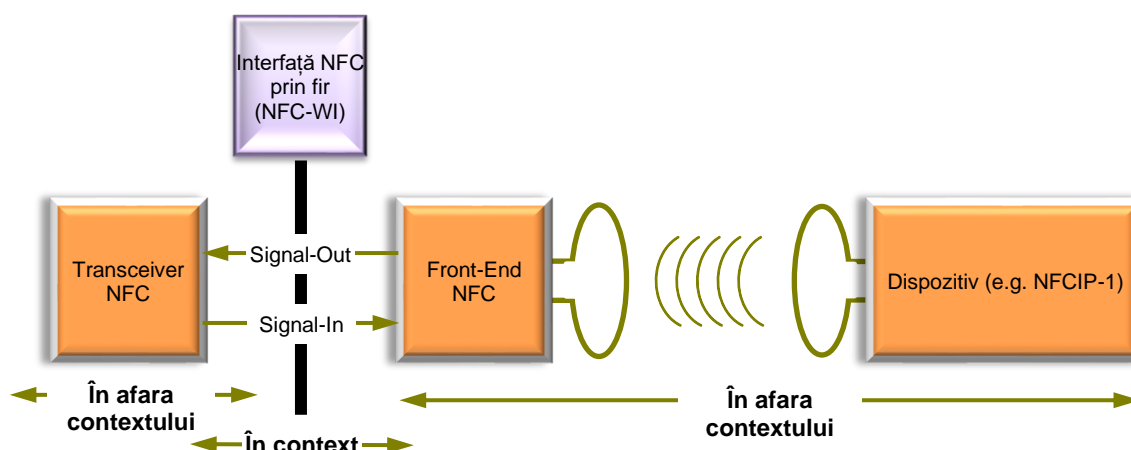 Interfață NFC
prin fir
(NFC-WI)
Signal-Out
Transceiver
NFC
Front-End
NFC
Dispozitiv (e.g. NFCIP-1)
Signal-In
În afara
contextului
În afara
contextului
În context